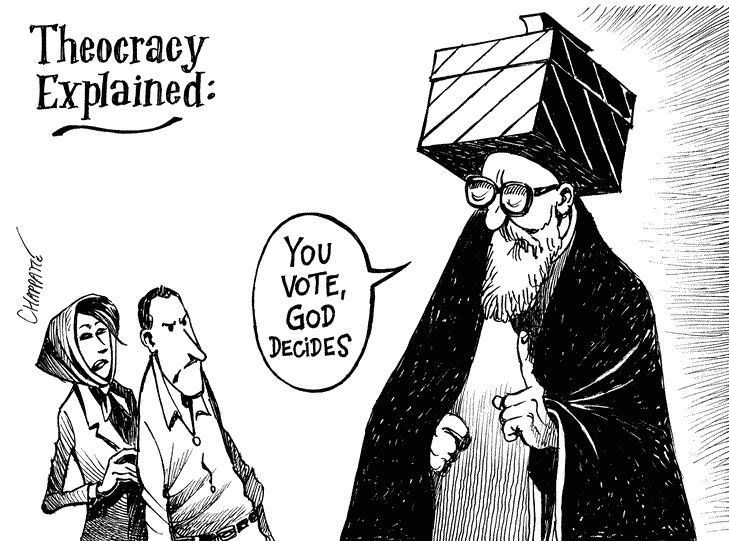 Theocracy
Explained:
CHAPPATTE
YOU
VOTE,
GOD
DECIDES